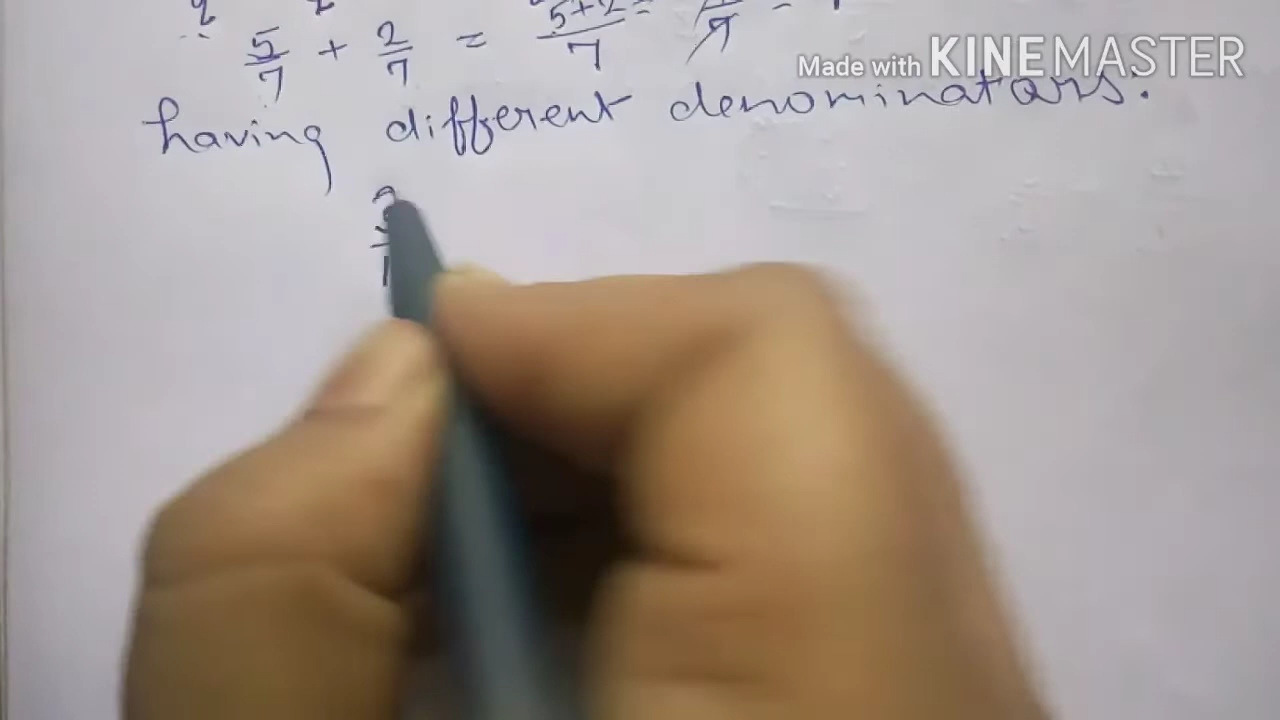 5/7 + 2/7 = 5+2/7 =
Made with KINEMASTER
having different denominators.